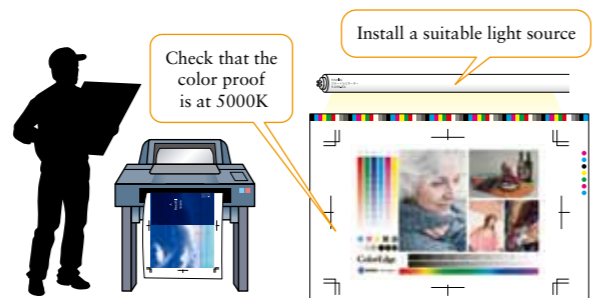 Install a suitable light source
Check that the
color proof
is at 5000K
ColorEdge